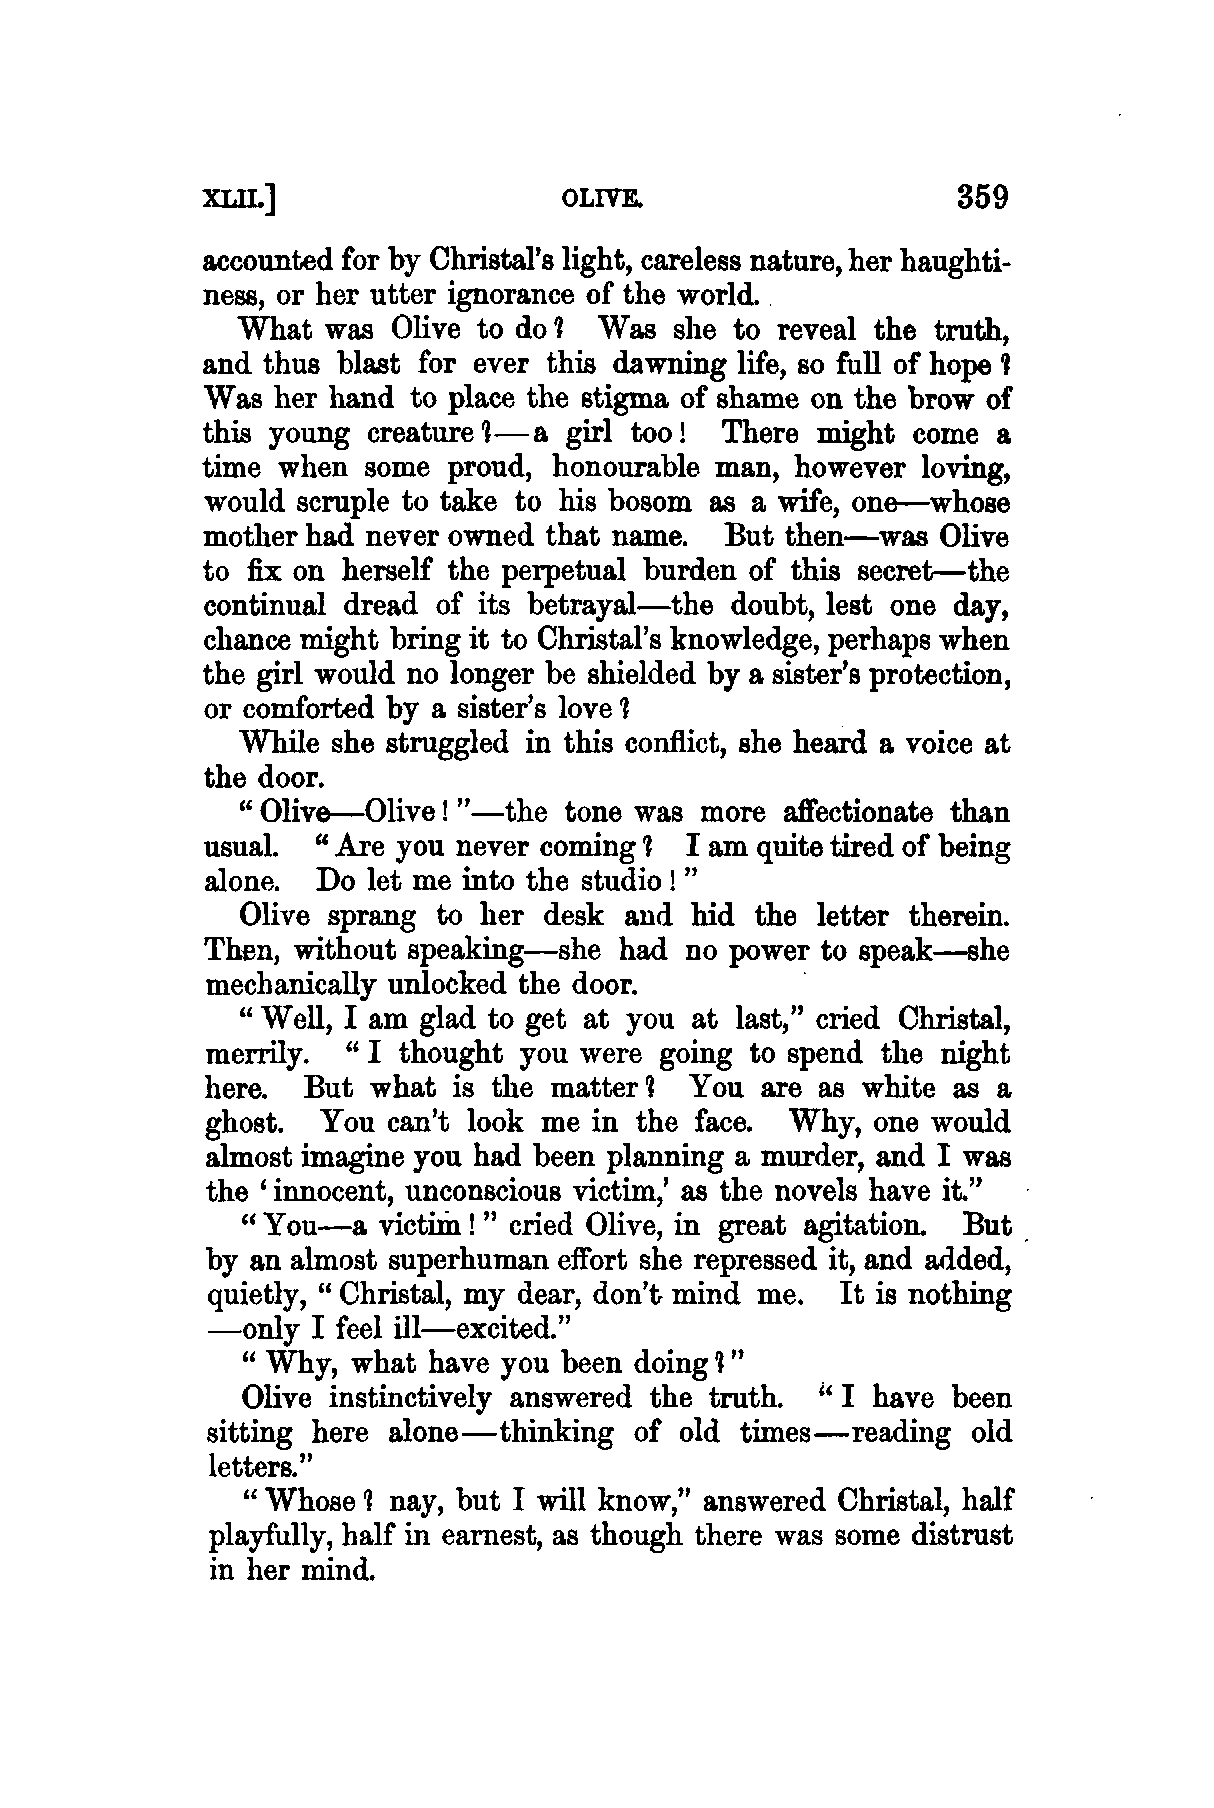 XLII.] OLIVE. 359
accounted for by Christal's light, careless nature, her haughti-
ness, or her utter ignorance of the world.
What was Olive to do? Was she to reveal the truth,
and thus blast for ever this dawning life, so full of hope?
Was her hand to place the stigma of shame on the brow of
this young creature?—a girl too! There might come a
time when some proud, honourable man, however loving,
would scruple to take to his bosom as a wife, one—whose
mother had never owned that name. But then—was Olive
to fix on herself the perpetual burden of this secret—the
continual dread of its betrayal—the doubt, lest one day,
chance might bring it to Christal's knowledge, perhaps when
the girl would no longer be shielded by a sister's protection,
or comforted by a sister's love?
While she struggled in this conflict, she heard a voice at
the door.
"Olive—Olive!"—the tone was more affectionate than
usual. "Are you never coming? I am quite tired of being
alone. Do let me into the studio!"
Olive sprang to her desk and hid the letter therein.
Then, without speaking—she had no power to speak—she
mechanically unlocked the door.
"Well, I am glad to get at you at last," cried Christal,
merrily. "I thought you were going to spend the night
here. But what is the matter? You are as white as a
ghost. You can't look me in the face. Why, one would
almost imagine you had been planning a murder, and I was
the 'innocent, unconscious victim,' as the novels have it."
"You—a victim!" cried Olive, in great agitation. But
by an almost superhuman effort she repressed it, and added,
quietly, "Christal, my dear, don't mind me. It is nothing
—only I feel ill—excited."
"Why, what have you been doing?"
Olive instinctively answered the truth. "I have been
sitting here alone—thinking of old times—reading old
letters."
"Whose? nay, but I will know," answered Christal, half
playfully, half in earnest, as though there was some distrust
in her mind.